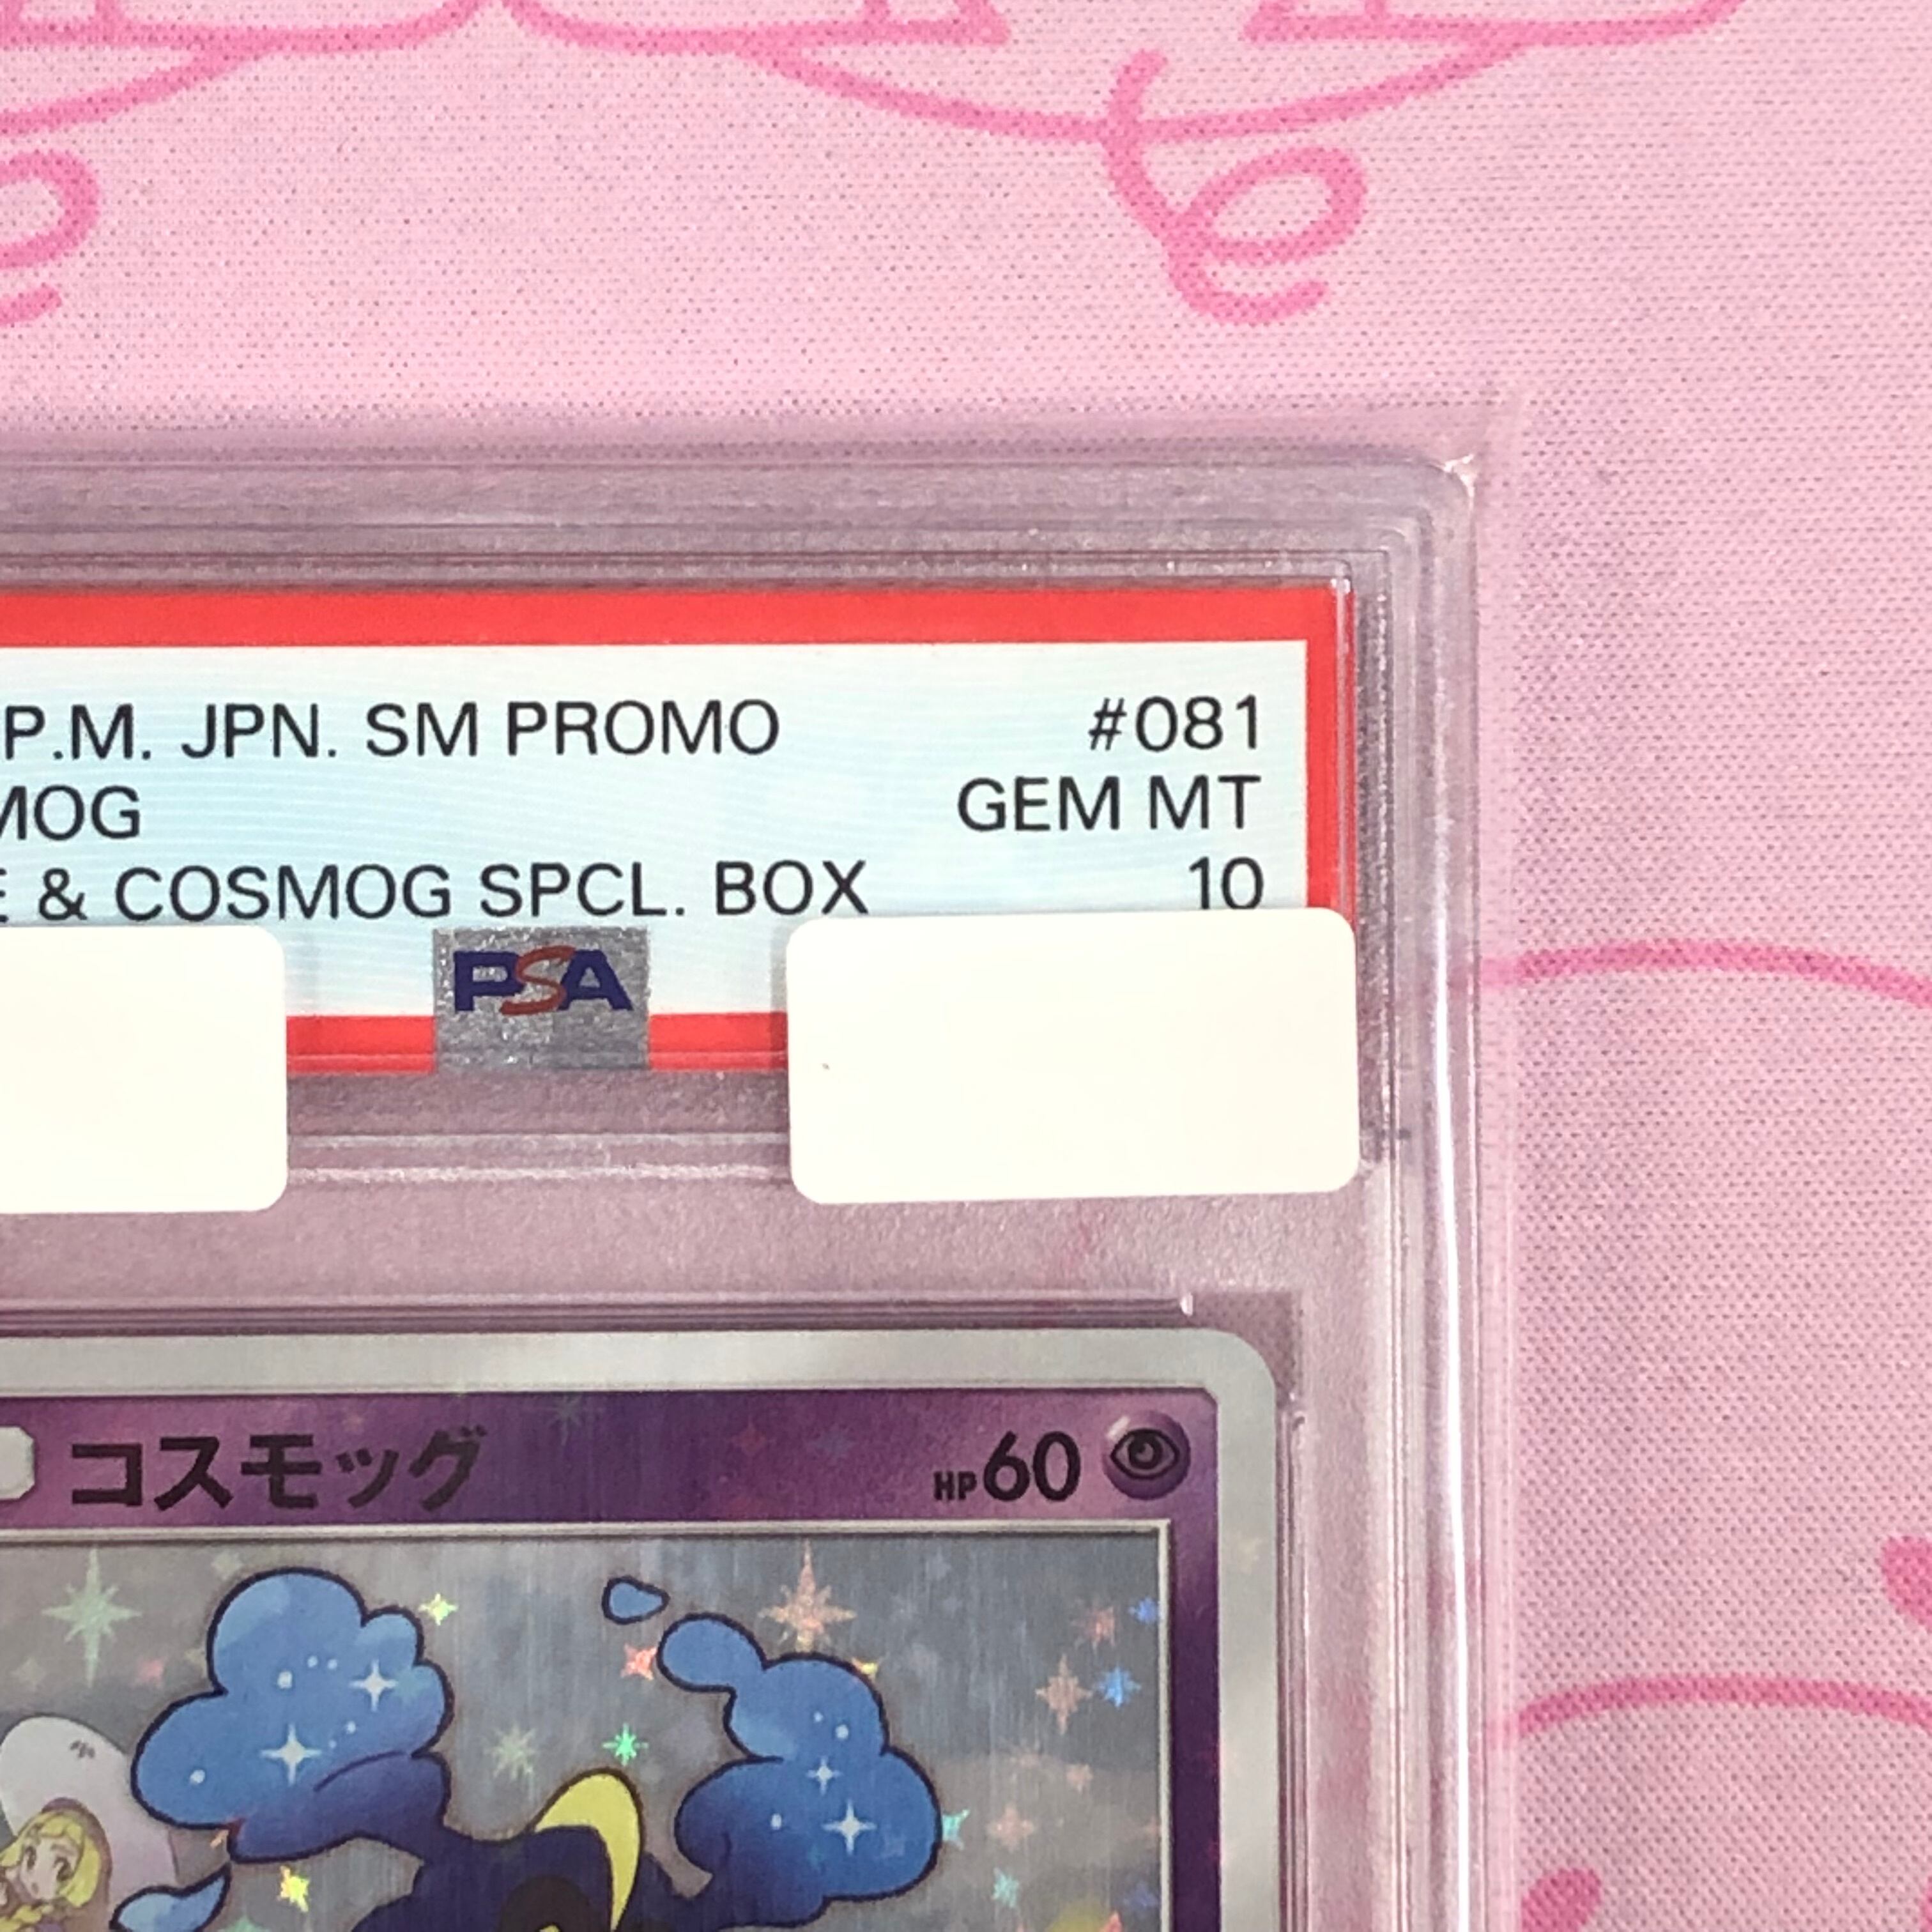 P.M. JPN. SM PROMO #081
MOG GEM MT
E & COSMOG SPCL. BOX 10
PSA
コスモッグ HP60